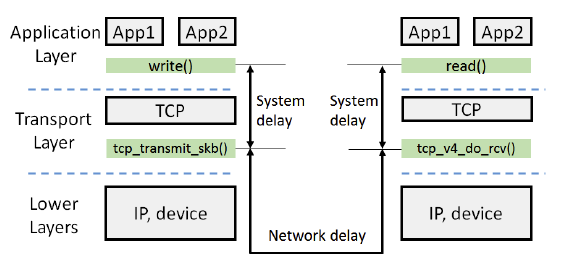 Application
Layer
App1
App2
App1
App2
write()
read()
System
delay
System
delay
Transport
Layer
TCP
TCP
tcp_transmit_skb()
tcp_v4_do_rcv()
Lower
Layers
IP, device
IP, device
Network delay